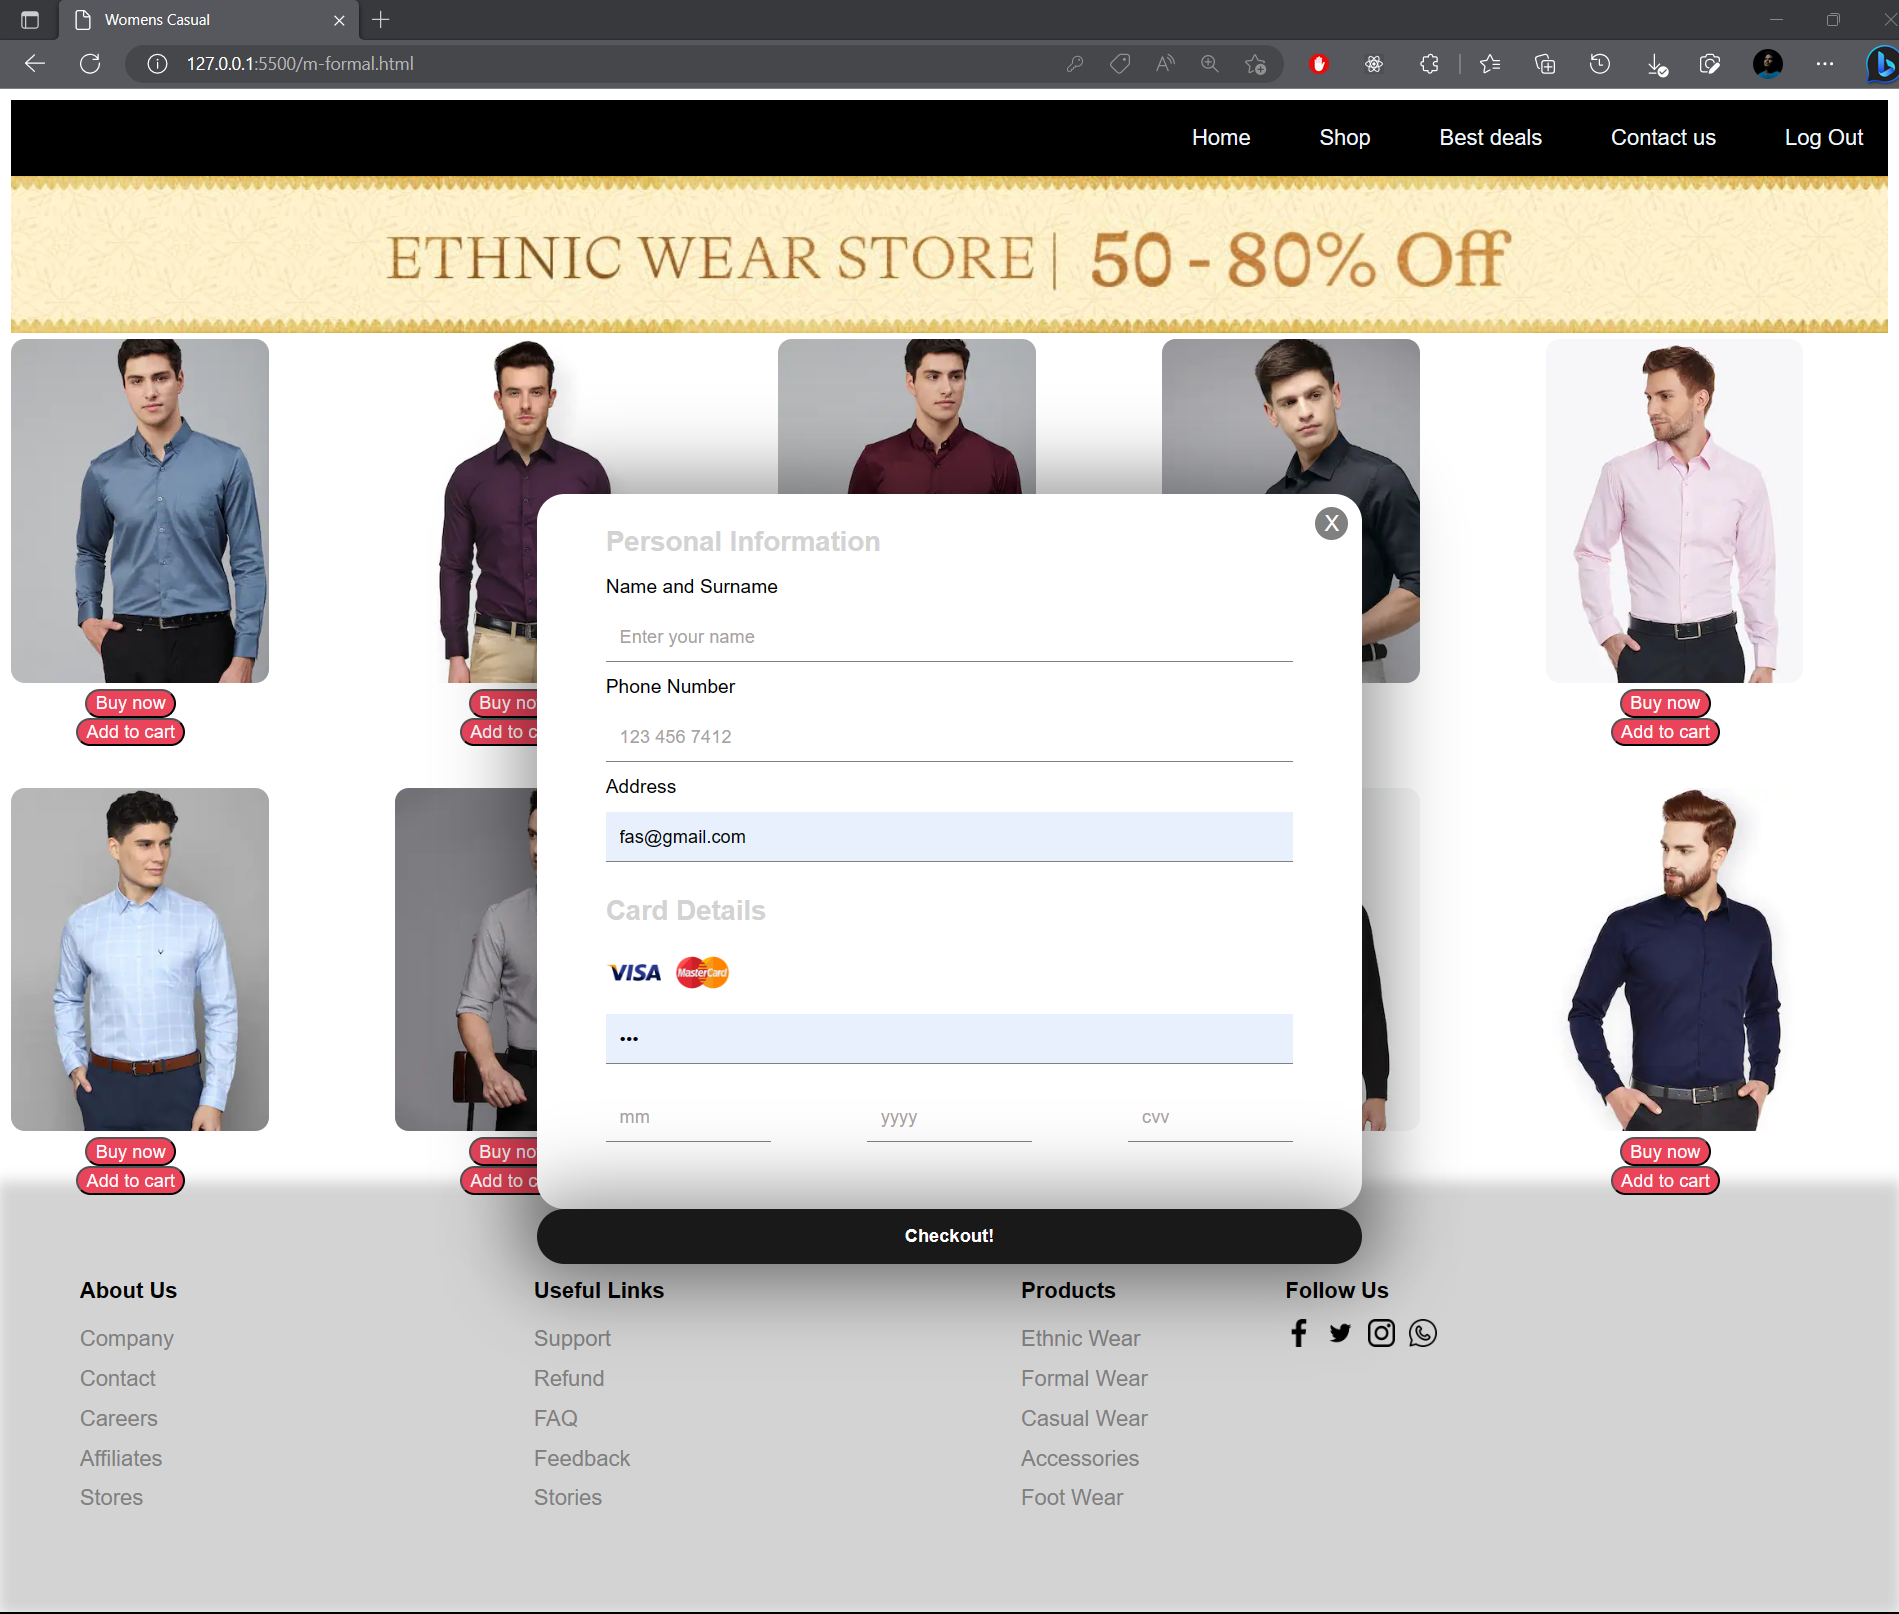 Womens Casual
127.0.0.1:5500/m-formal.html
Home Shop Best deals Contact us Log Out
ETHNIC WEAR STORE | 50 - 80% Off
X
Personal Information
Name and Surname
Enter your name
Phone Number
123 456 7412
Address
fas@gmail.com
Card Details
VISA MasterCard
•••
mm yyyy cvv
Checkout!
Buy now Buy no Buy now
Add to cart Add to c Add to cart
Buy now Buy no Buy now
Add to cart Add to c Add to cart
About Us
Company
Contact
Careers
Affiliates
Stores
Useful Links
Support
Refund
FAQ
Feedback
Stories
Products
Ethnic Wear
Formal Wear
Casual Wear
Accessories
Foot Wear
Follow Us